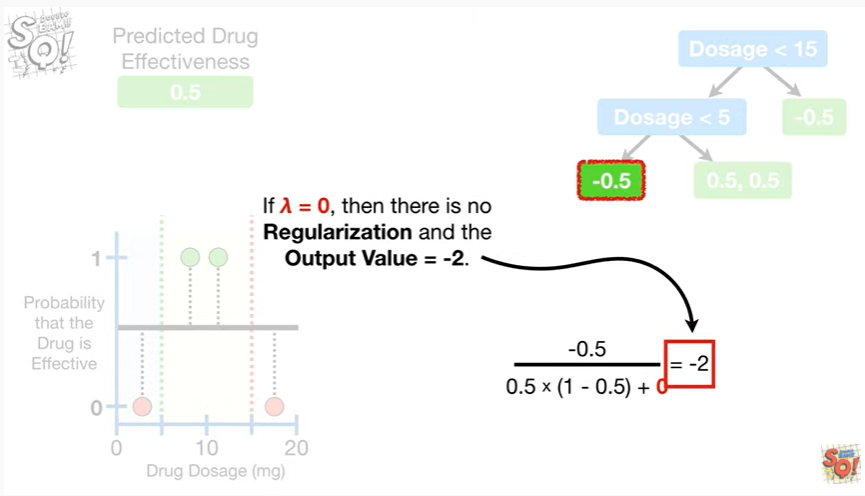 SQ!
Predicted Drug
Effectiveness
0.5
Dosage < 15
Dosage < 5
-0.5
-0.5
0.5, 0.5
If λ = 0, then there is no
Regularization and the
Output Value = -2.
1
Probability
that the
Drug is
Effective
0
0
10
20
Drug Dosage (mg)
-0.5
0.5 × (1 - 0.5) + 0
= -2
SQ!